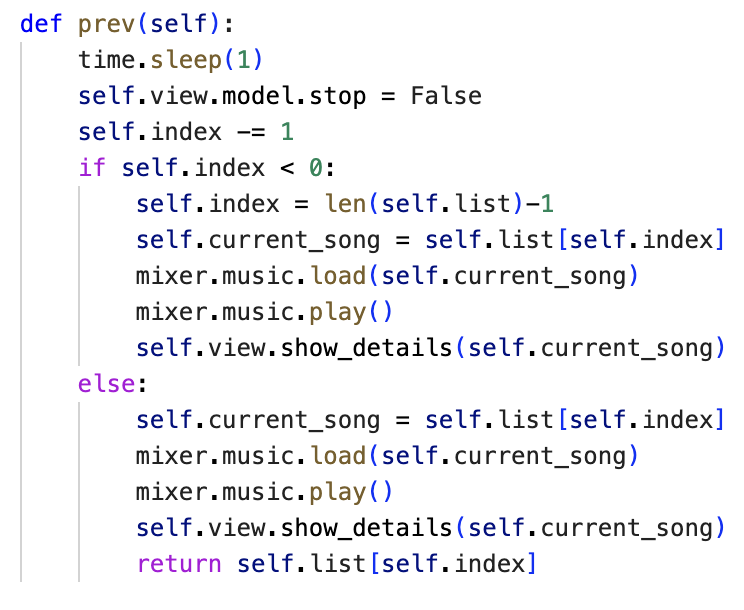 def prev(self):
    time.sleep(1)
    self.view.model.stop = False
    self.index -= 1
    if self.index < 0:
        self.index = len(self.list)-1
        self.current_song = self.list[self.index]
        mixer.music.load(self.current_song)
        mixer.music.play()
        self.view.show_details(self.current_song)
    else:
        self.current_song = self.list[self.index]
        mixer.music.load(self.current_song)
        mixer.music.play()
        self.view.show_details(self.current_song)
        return self.list[self.index]